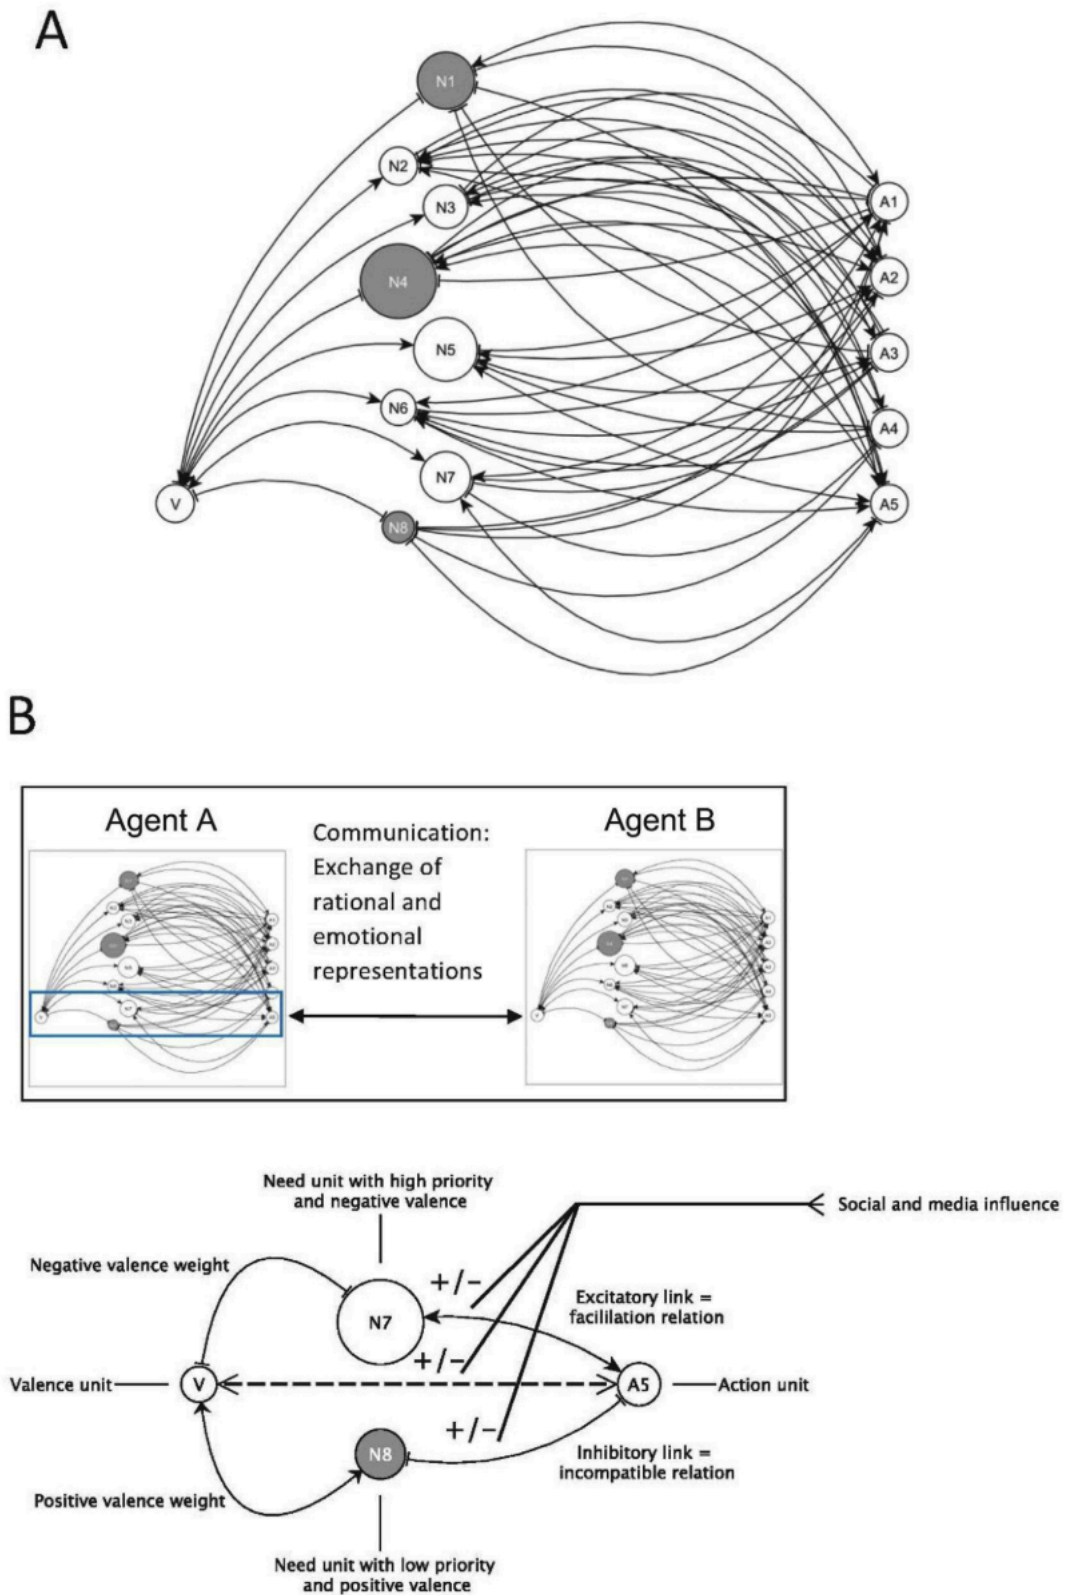 A
N1
N2
N3
A1
N4
A2
N5
A3
N6
A4
N7
V
A5
N8
B
Agent A
Agent B
Communication:
Exchange of
rational and
emotional
representations
Need unit with high priority
and negative valence
Social and media influence
Negative valence weight
+/−
Excitatory link =
facililation relation
N7
+/−
Valence unit
V
A5
Action unit
+/−
N8
Inhibitory link =
incompatible relation
Positive valence weight
Need unit with low priority
and positive valence